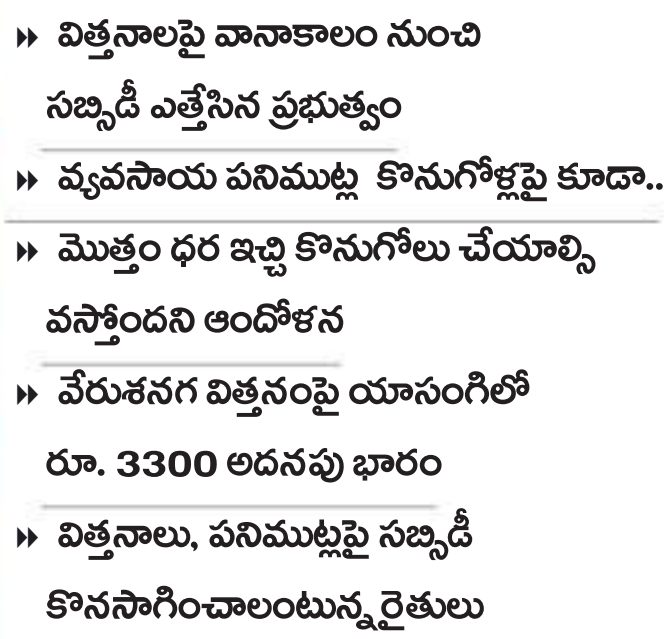 ▸▸ విత్తనాలపై వానాకాలం నుంచి
సబ్సిడీ ఎత్తేసిన ప్రభుత్వం
▸▸ వ్యవసాయ పనిముట్ల కొనుగోళ్లపై కూడా..
▸▸ మొత్తం ధర ఇచ్చి కొనుగోలు చేయాల్సి
వస్తోందని ఆందోళన
▸▸ వేరుశనగ విత్తనంపై యాసంగిలో
రూ. 3300 అదనపు భారం
▸▸ విత్తనాలు, పనిముట్లపై సబ్సిడీ
కొనసాగించాలంటున్న రైతులు